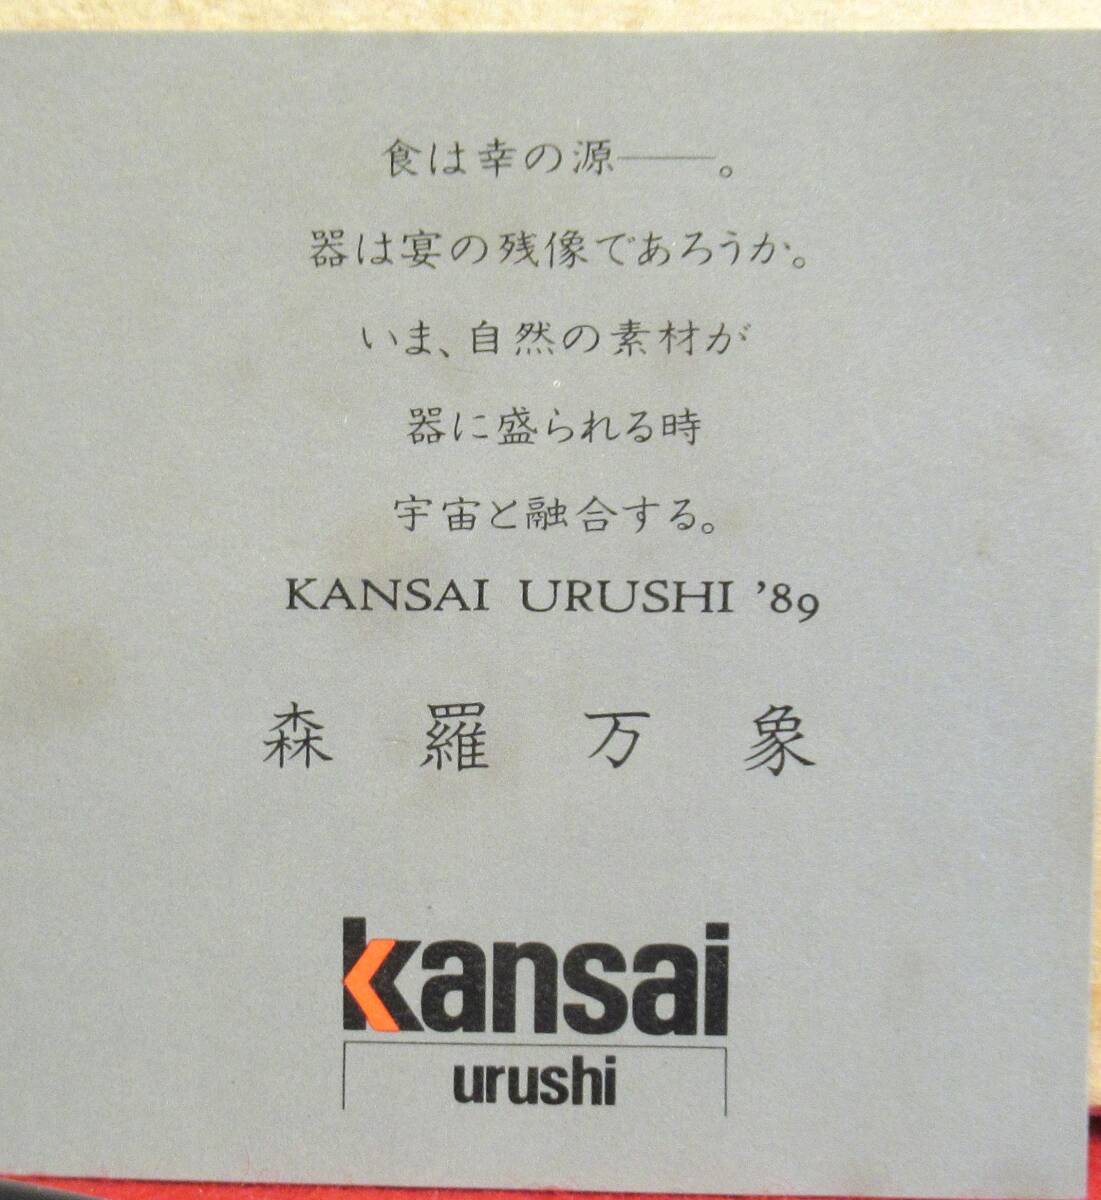 食は幸の源――。
器は宴の残像であろうか。
いま、自然の素材が
器に盛られる時
宇宙と融合する。
KANSAI URUSHI '89
森羅万象
kansai
urushi